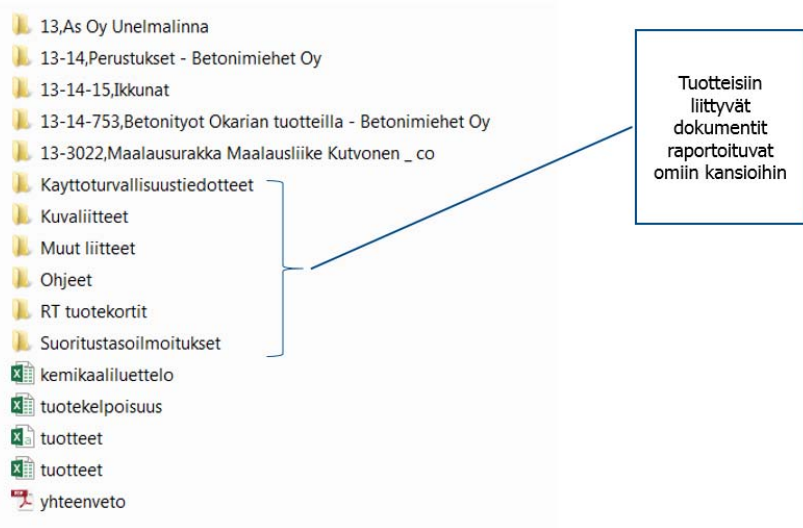 13,As Oy Unelmalinna
13-14,Perustukset - Betonimiehet Oy
13-14-15,Ikkunat
13-14-753,Betonityot Okarian tuotteilla - Betonimiehet Oy
13-3022,Maalausurakka Maalausliike Kutvonen _ co
Kayttoturvallisuustiedotteet
Kuvaliitteet
Muut liitteet
Ohjeet
RT tuotekortit
Suoritustasoilmoitukset
kemikaaliluettelo
tuotekelpoisuus
tuotteet
tuotteet
yhteenveto
Tuotteisiin
liittyvät
dokumentit
raportoituvat
omiin kansioihin